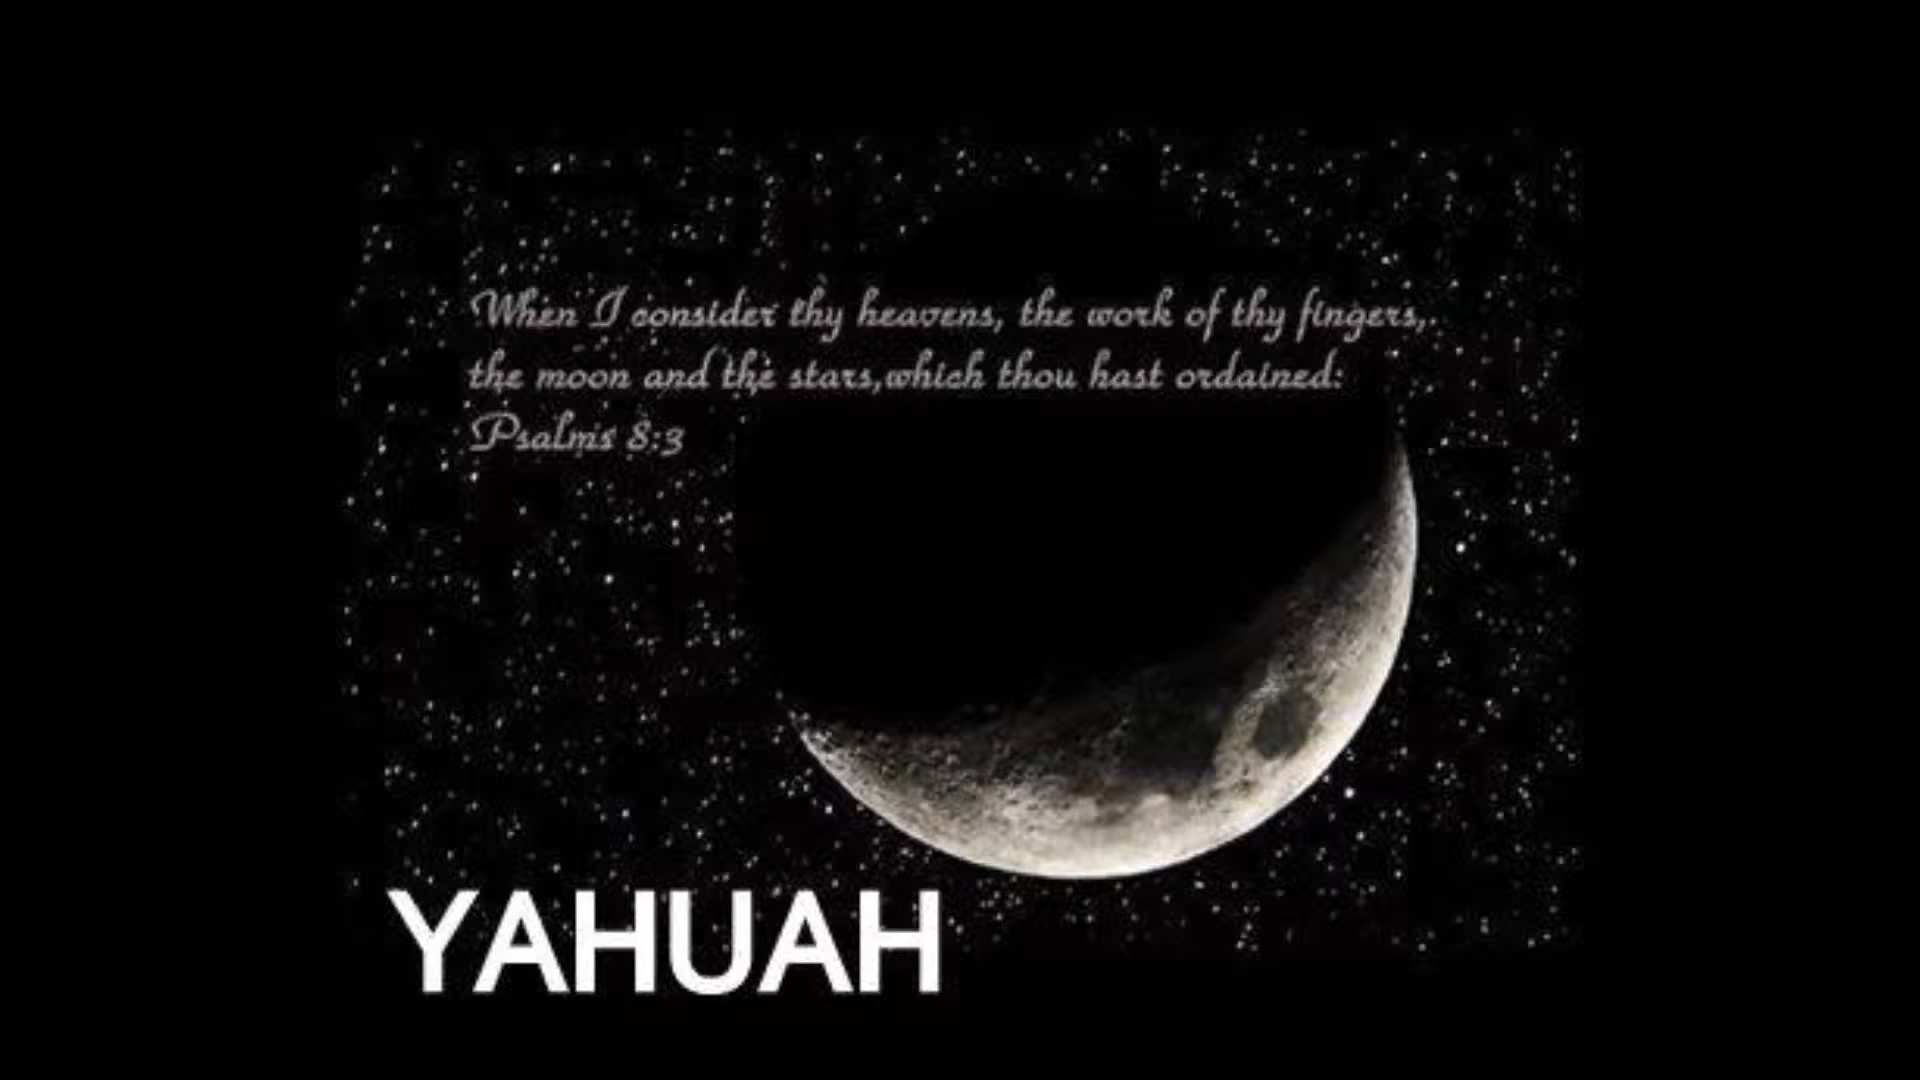 When I consider thy heavens, the work of thy fingers,.
the moon and the stars,which thou hast ordained:
Psalms 8:3
YAHUAH